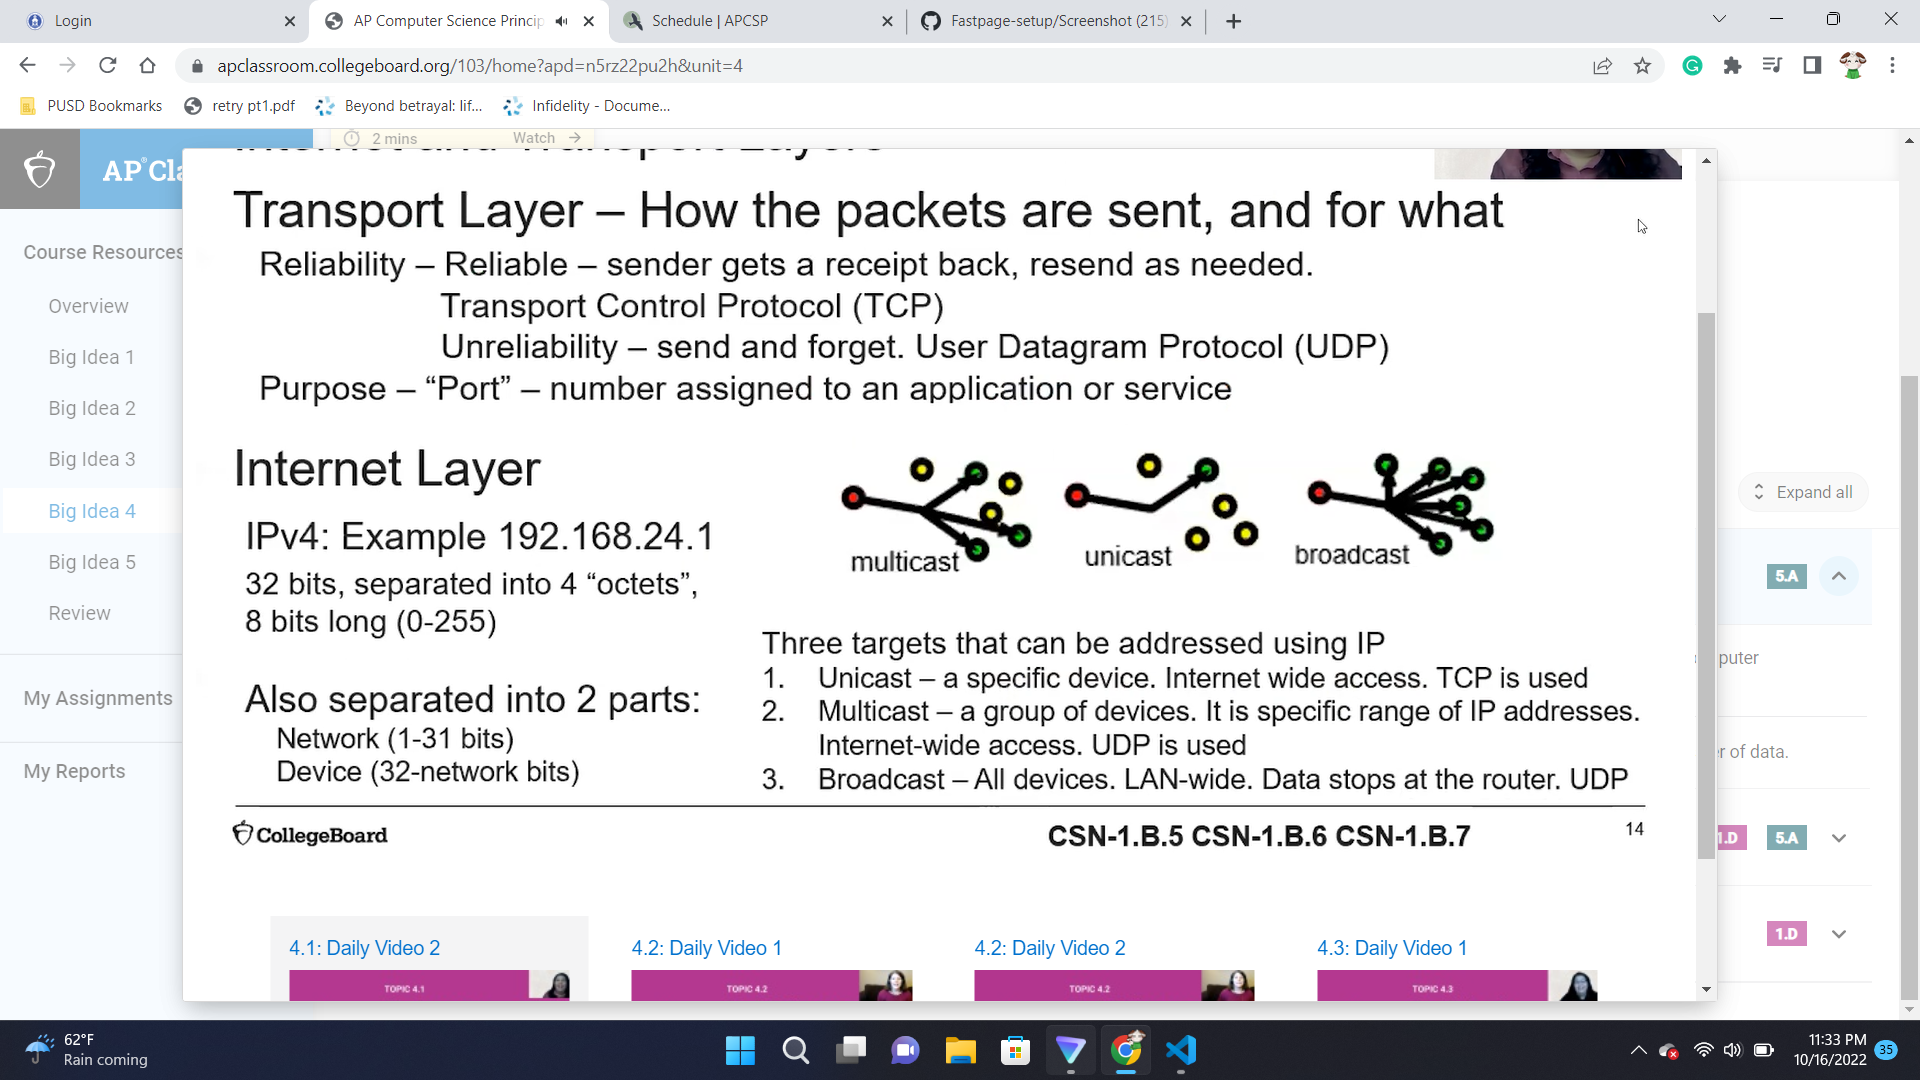 Login
AP Computer Science Princip
Schedule | APCSP
Fastpage-setup/Screenshot (215)
apclassroom.collegeboard.org/103/home?apd=n5rz22pu2h&unit=4
PUSD Bookmarks
retry pt1.pdf
Beyond betrayal: lif...
Infidelity - Docume...
2 mins
Watch
AP® Cla
Internet and Transport Layers
Transport Layer – How the packets are sent, and for what
Reliability – Reliable – sender gets a receipt back, resend as needed.
Transport Control Protocol (TCP)
Unreliability – send and forget. User Datagram Protocol (UDP)
Purpose – “Port” – number assigned to an application or service
Internet Layer
IPv4: Example 192.168.24.1
32 bits, separated into 4 “octets”,
8 bits long (0-255)
Also separated into 2 parts:
Network (1-31 bits)
Device (32-network bits)
multicast
unicast
broadcast
Three targets that can be addressed using IP
1. Unicast – a specific device. Internet wide access. TCP is used
2. Multicast – a group of devices. It is specific range of IP addresses.
Internet-wide access. UDP is used
3. Broadcast – All devices. LAN-wide. Data stops at the router. UDP
CollegeBoard
CSN-1.B.5 CSN-1.B.6 CSN-1.B.7
14
4.1: Daily Video 2
4.2: Daily Video 1
4.2: Daily Video 2
4.3: Daily Video 1
TOPIC 4.1
TOPIC 4.2
TOPIC 4.2
TOPIC 4.3
Course Resources
Overview
Big Idea 1
Big Idea 2
Big Idea 3
Big Idea 4
Big Idea 5
Review
My Assignments
My Reports
Expand all
5.A
puter
r of data.
1.D
5.A
1.D
62°F
Rain coming
11:33 PM
10/16/2022
35